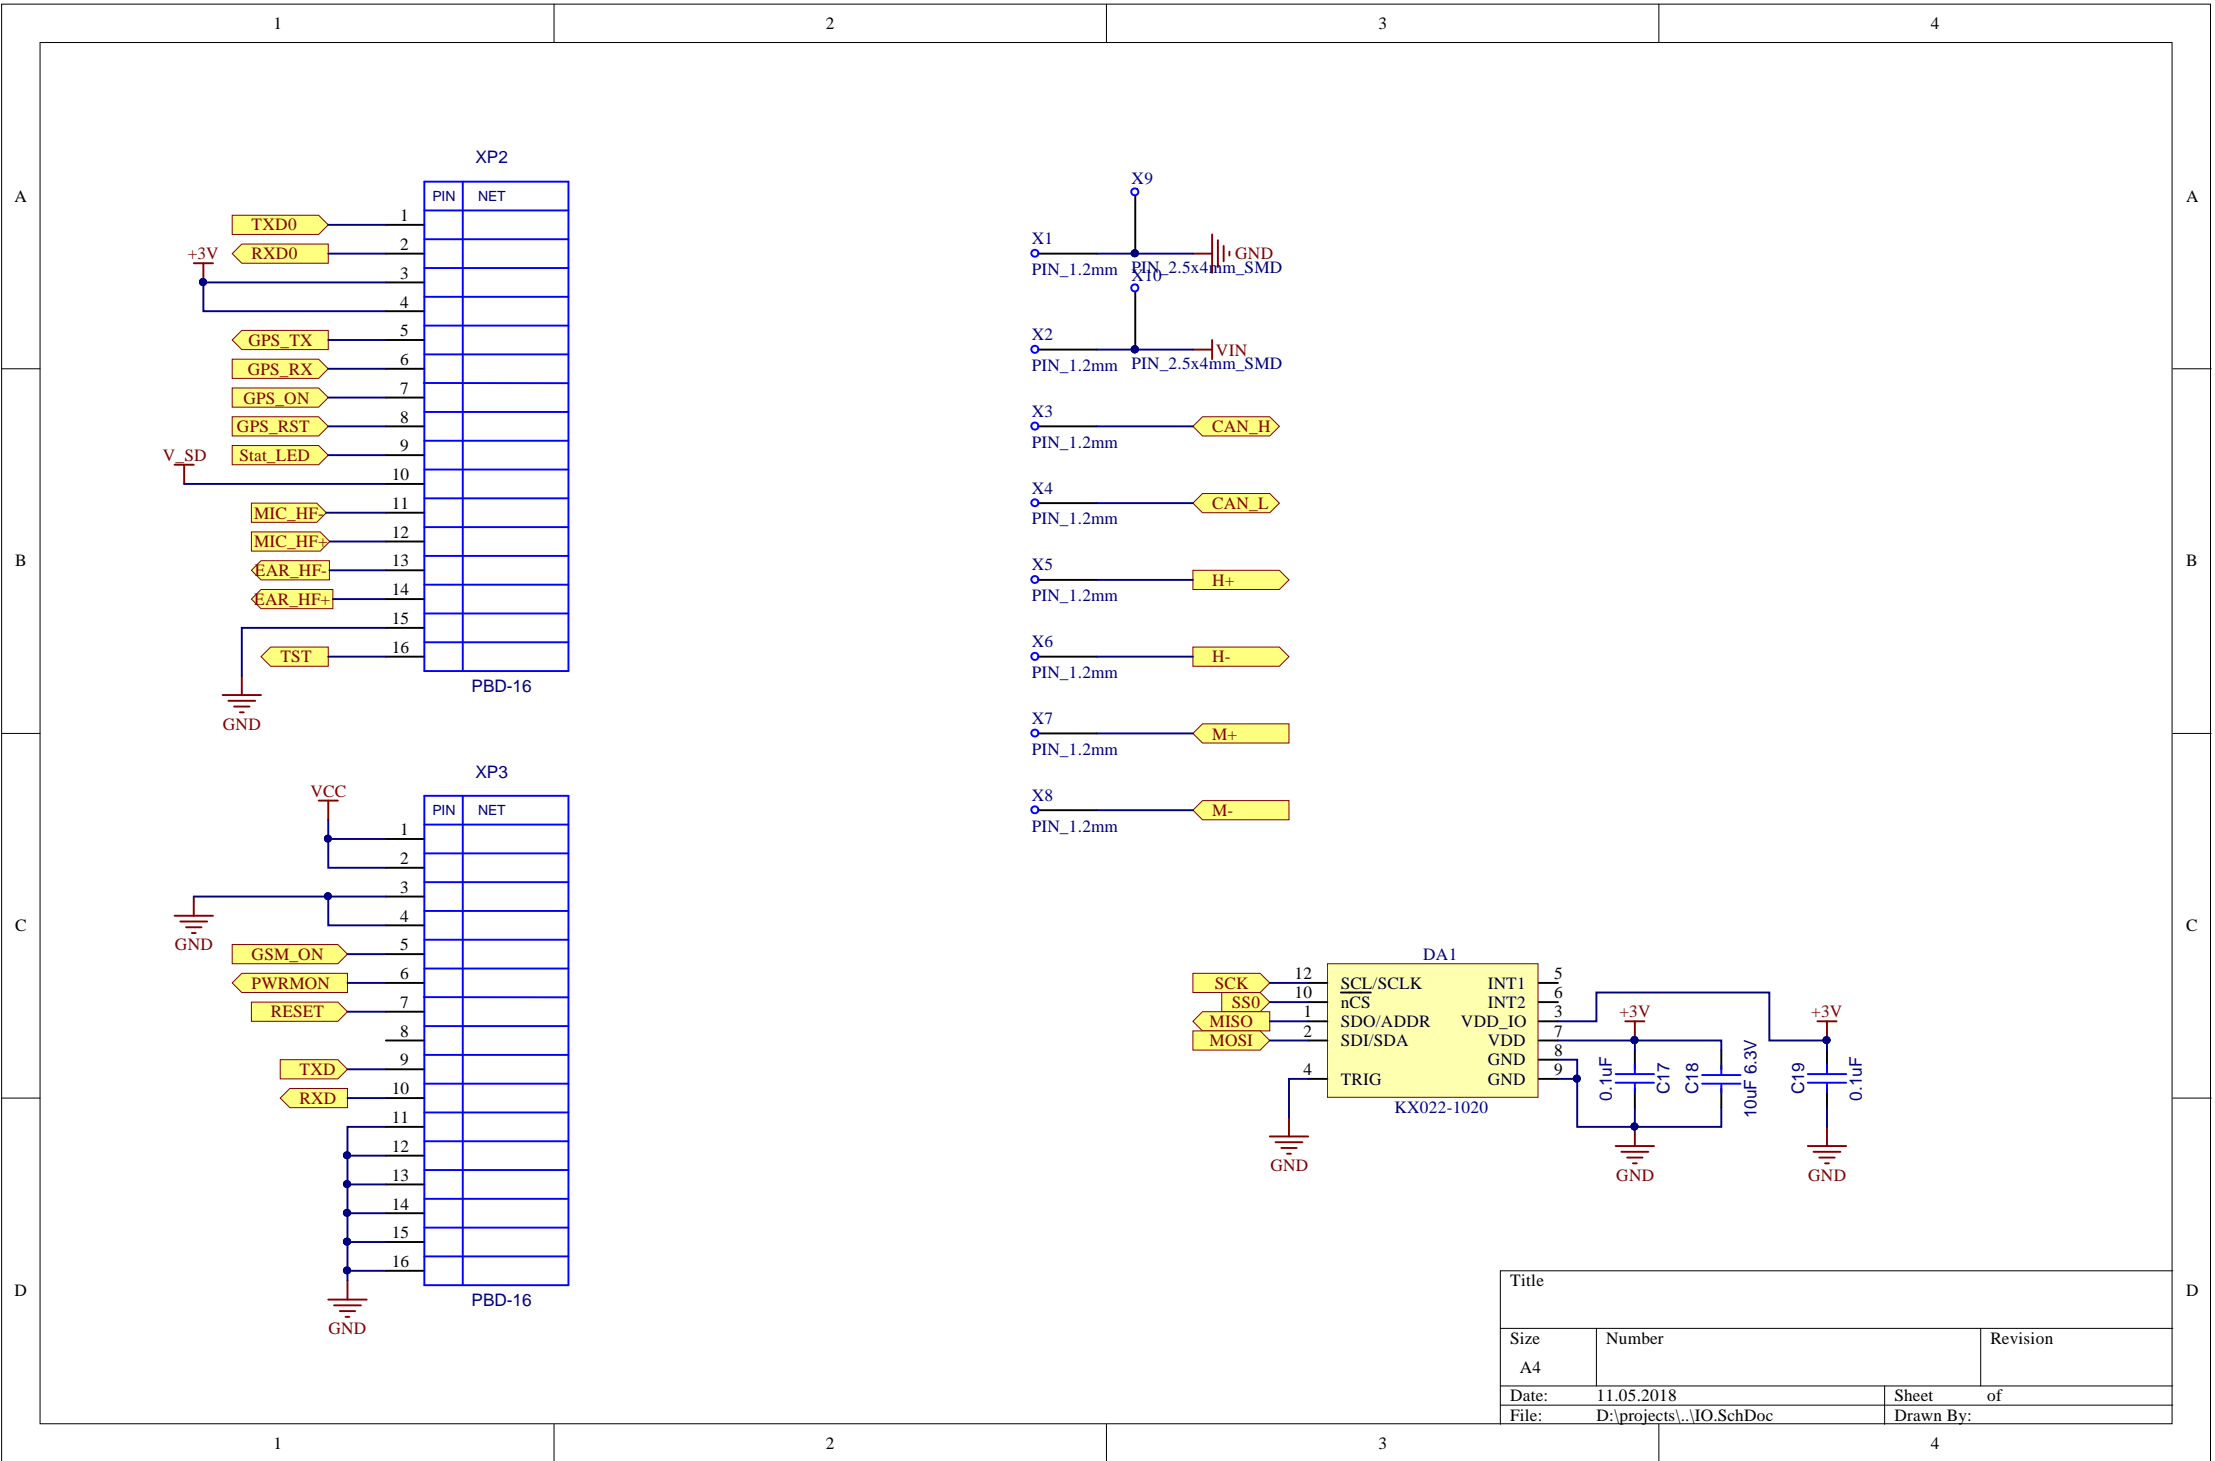 1 2 3 4
A A
B B
C C
D D
XP2
PIN NET
TXD0 1
RXD0 2
+3V
3
4
GPS_TX 5
GPS_RX 6
GPS_ON 7
GPS_RST 8
Stat_LED 9
V_SD
10
MIC_HF- 11
MIC_HF+ 12
EAR_HF- 13
EAR_HF+ 14
15
TST 16
PBD-16
GND
XP3
VCC
PIN NET
1
2
3
4
GND
GSM_ON 5
PWRMON 6
RESET 7
8
TXD 9
RXD 10
11
12
13
14
15
16
PBD-16
GND
X9
X1
GND
PIN_1.2mm PIN_2.5x4mm_SMD
X10
X2
VIN
PIN_1.2mm PIN_2.5x4mm_SMD
X3
CAN_H
PIN_1.2mm
X4
CAN_L
PIN_1.2mm
X5
H+
PIN_1.2mm
X6
H-
PIN_1.2mm
X7
M+
PIN_1.2mm
X8
M-
PIN_1.2mm
DA1
SCK 12 SCL/SCLK INT1 5
SS0 10 nCS INT2 6
MISO 1 SDO/ADDR VDD_IO 3
MOSI 2 SDI/SDA VDD 7
GND 8
4 TRIG GND 9
KX022-1020
GND
+3V +3V
0.1uF C17 C18 10uF 6.3V C19 0.1uF
GND GND
Title
Size Number Revision
A4
Date: 11.05.2018 Sheet of
File: D:\projects\..\IO.SchDoc Drawn By:
1 2 3 4